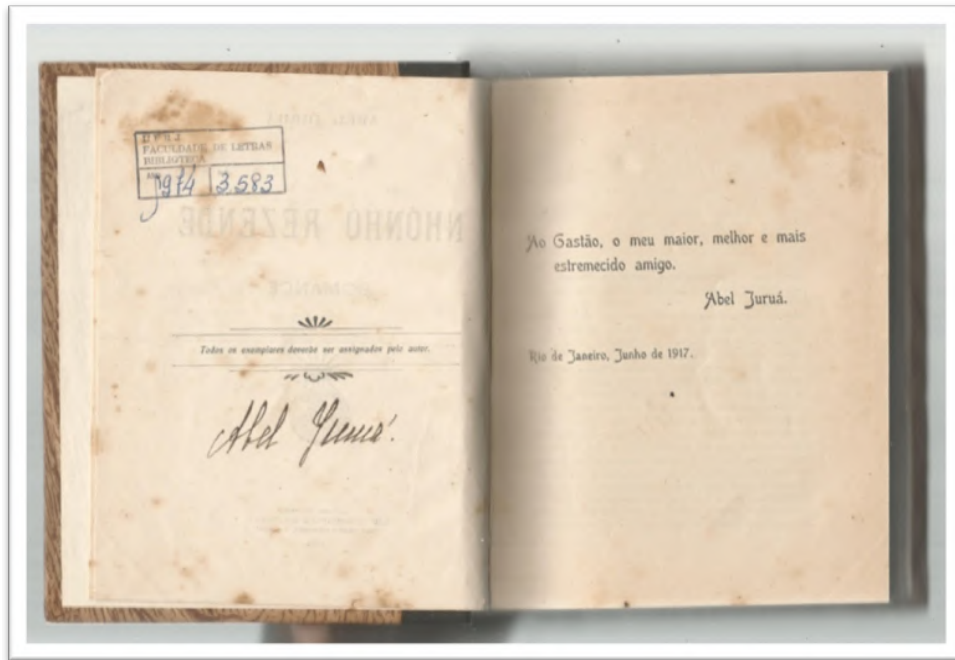 U F R J
FACULDADE DE LETRAS
BIBLIOTECA
1974 3.583
NHONHO REZENDE
ROMANCE
Todos os exemplares deverão ser assignados pelo autor.
Abel Juruá.
Ao Gastão, o meu maior, melhor e mais
estremecido amigo.
Abel Juruá.
Rio de Janeiro, Junho de 1917.